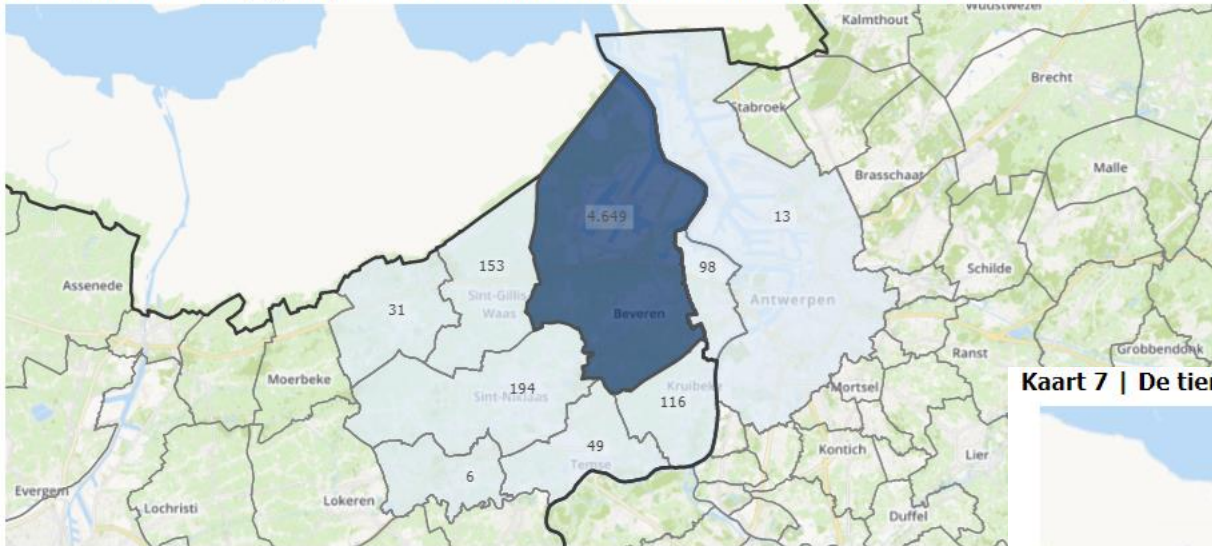 Kalmthout
Wuustwezel
Brecht
Stabroek
Brasschaat
Malle
4.649
13
153
98
Assenede
Schilde
Sint-Gillis
Waas
Antwerpen
31
Beveren
Ranst
Grobbendonk
Moerbeke
Sint-Niklaas
194
Kruibeke
116
Mortsel
Kaart 7 | De tien
49
Temse
Kontich
Lier
6
Evergem
Lochristi
Lokeren
Duffel